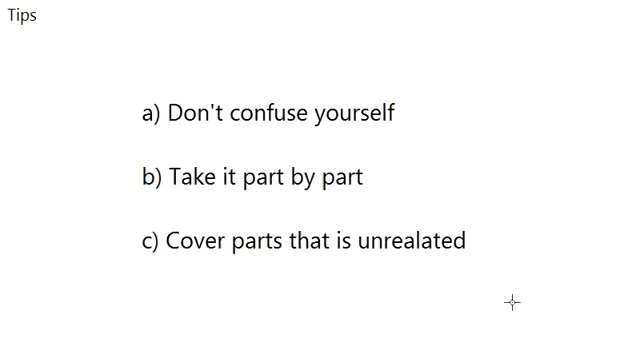 Tips
a) Don't confuse yourself
b) Take it part by part
c) Cover parts that is unrealated